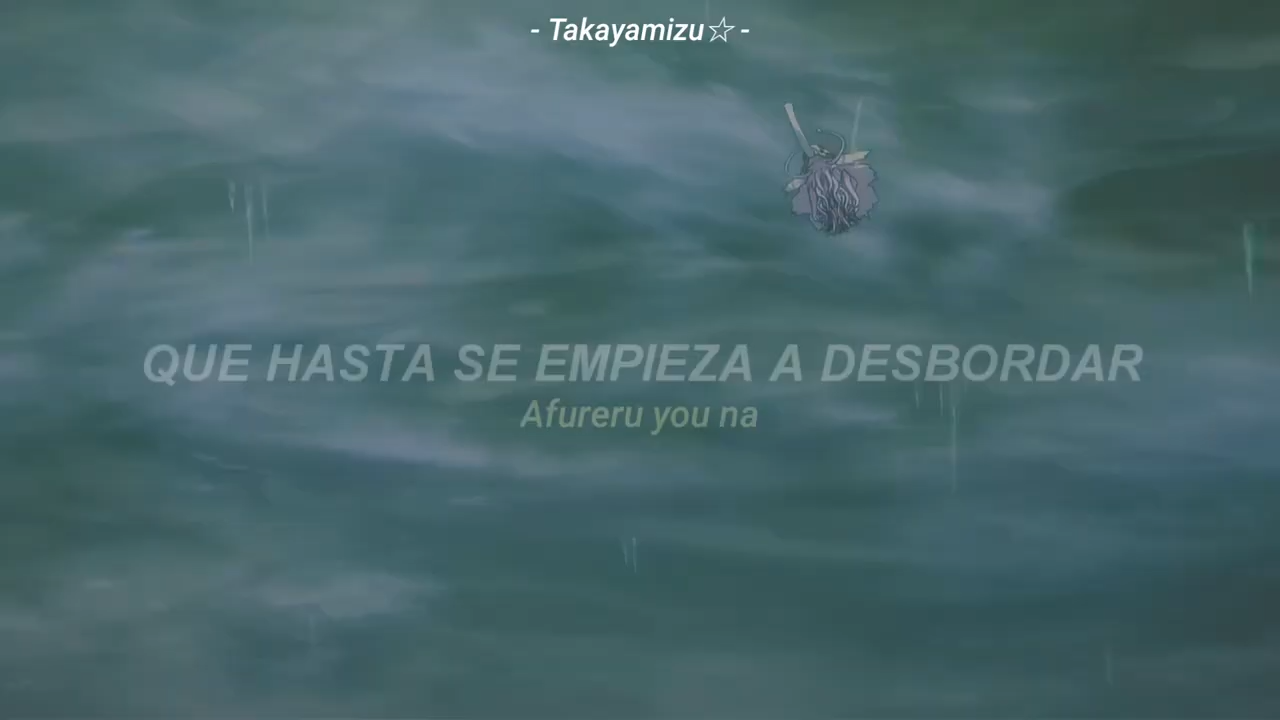 - Takayamizu☆ -
QUE HASTA SE EMPIEZA A DESBORDAR
Afureru you na